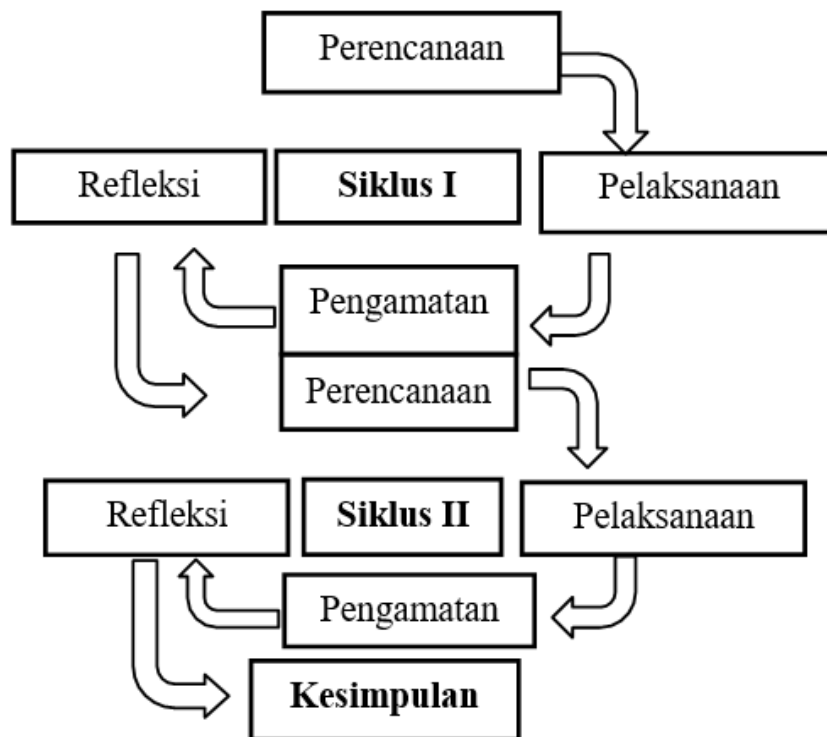 Perencanaan
Refleksi
Siklus I
Pelaksanaan
Pengamatan
Perencanaan
Refleksi
Siklus II
Pelaksanaan
Pengamatan
Kesimpulan